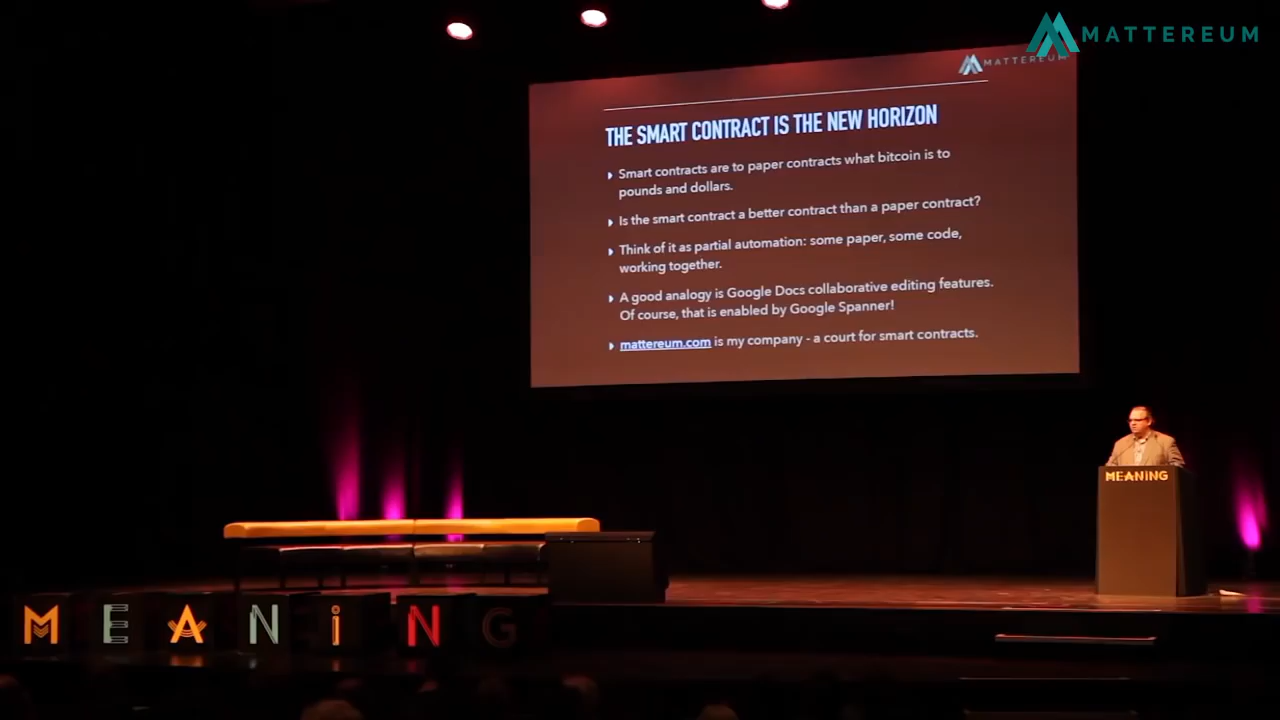 MATTEREUM
MATTEREUM
THE SMART CONTRACT IS THE NEW HORIZON
Smart contracts are to paper contracts what bitcoin is to
pounds and dollars.
Is the smart contract a better contract than a paper contract?
Think of it as partial automation: some paper, some code,
working together.
A good analogy is Google Docs collaborative editing features.
Of course, that is enabled by Google Spanner!
mattereum.com is my company - a court for smart contracts.
MEANiNG
MEANiNG